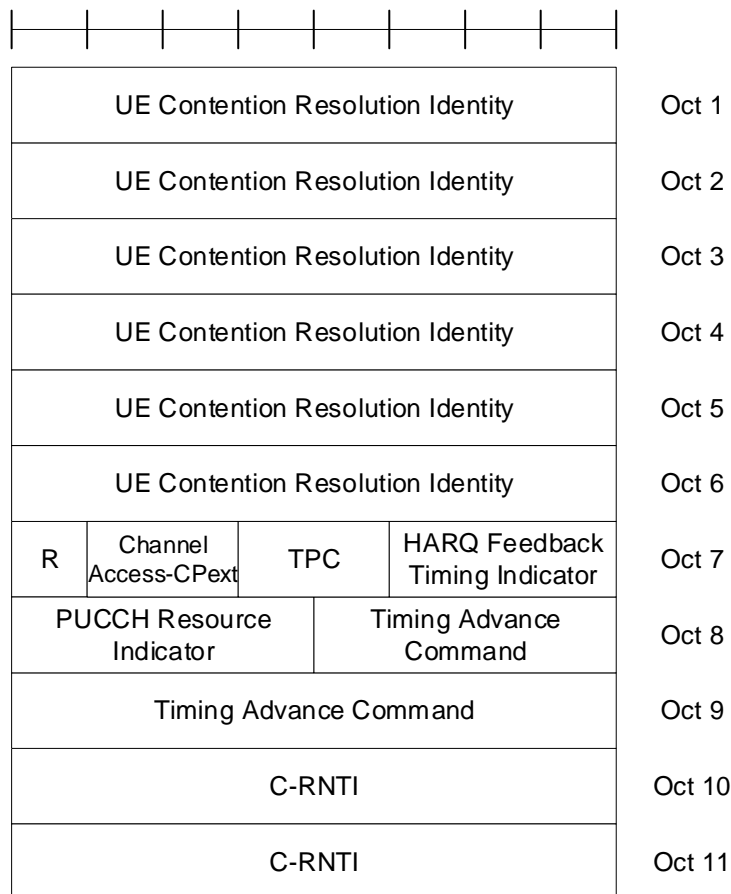 UE Contention Resolution Identity Oct 1
UE Contention Resolution Identity Oct 2
UE Contention Resolution Identity Oct 3
UE Contention Resolution Identity Oct 4
UE Contention Resolution Identity Oct 5
UE Contention Resolution Identity Oct 6
R
Channel
Access-CPext
TPC
HARQ Feedback
Timing Indicator
Oct 7
PUCCH Resource
Indicator
Timing Advance
Command
Oct 8
Timing Advance Command Oct 9
C-RNTI Oct 10
C-RNTI Oct 11